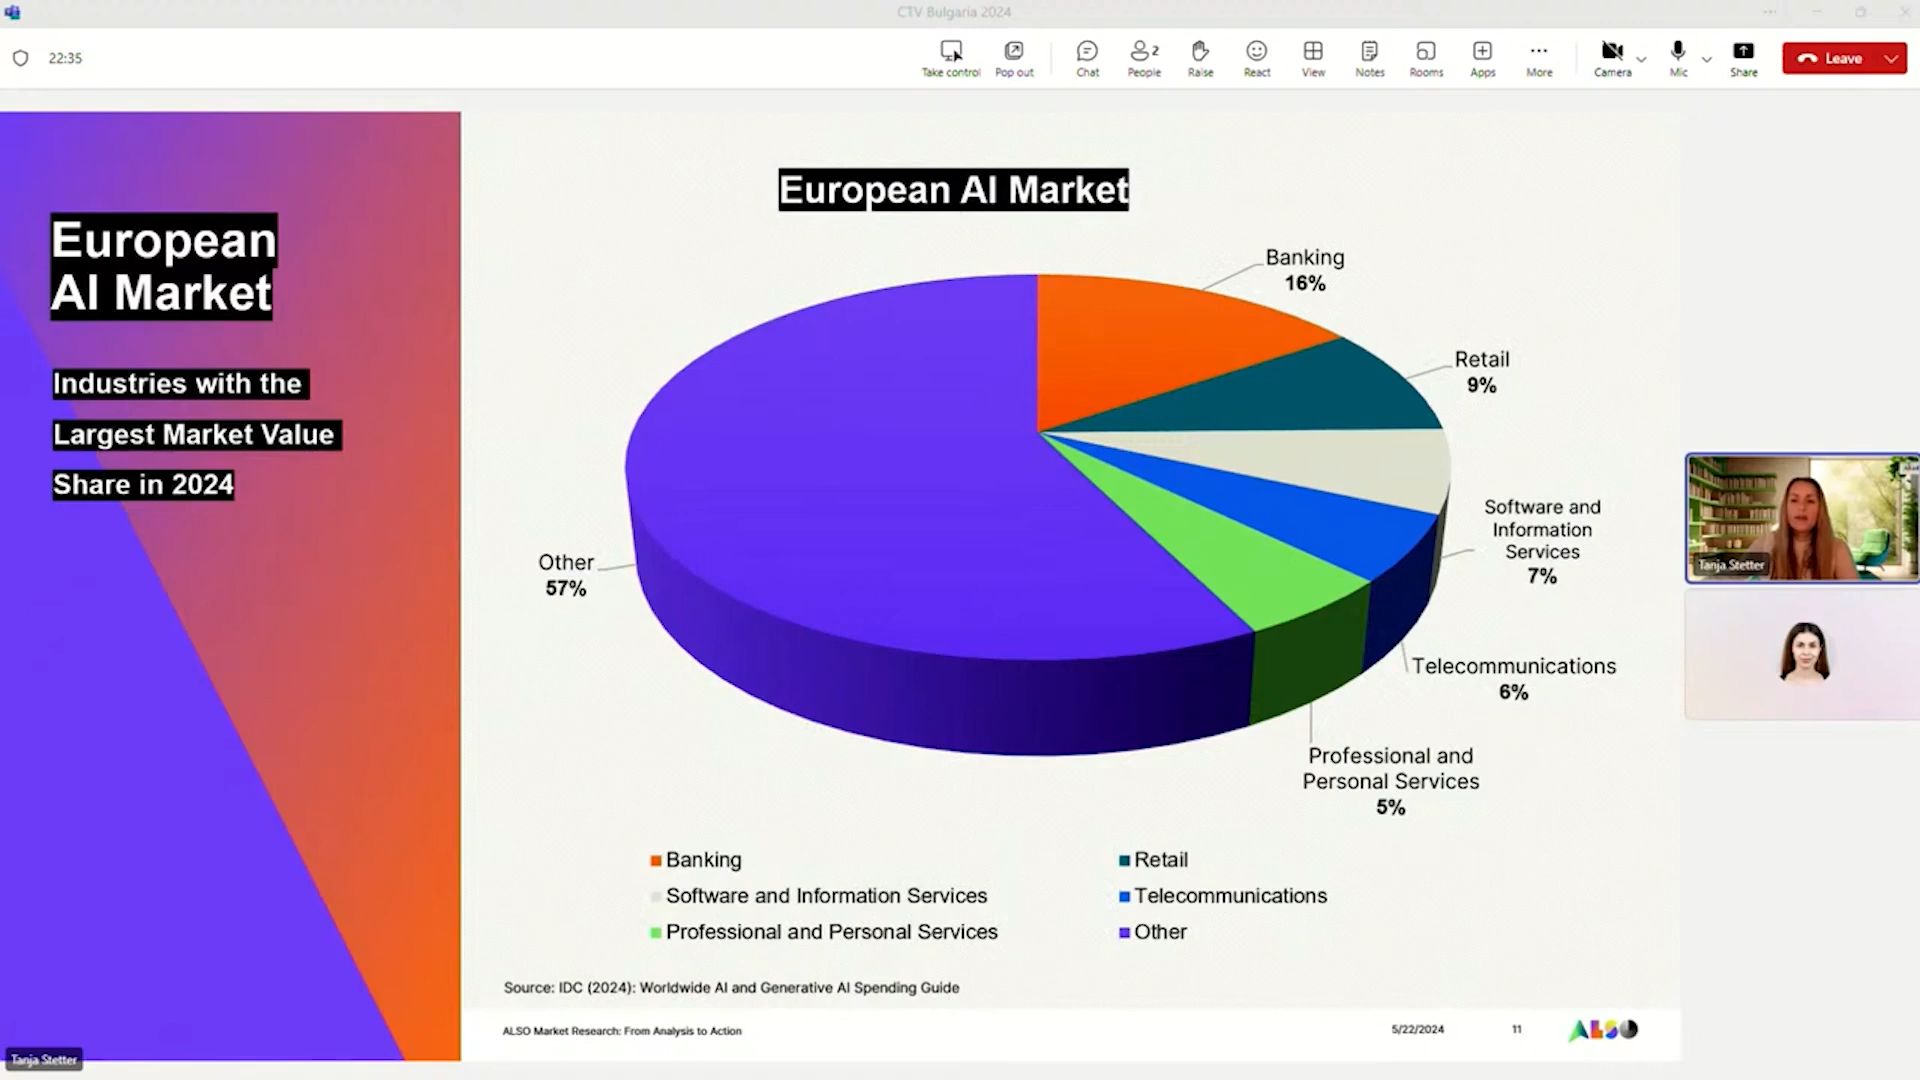 CTV Bulgaria 2024
22:35
Take control
Pop out
Chat
2
People
Raise
React
View
Notes
Rooms
Apps
More
Camera
Mic
Share
Leave
European
AI Market
Industries with the
Largest Market Value
Share in 2024
European AI Market
Banking
16%
Retail
9%
Software and
Information
Services
7%
Telecommunications
6%
Professional and
Personal Services
5%
Other
57%
Banking
Retail
Software and Information Services
Telecommunications
Professional and Personal Services
Other
Source: IDC (2024): Worldwide AI and Generative AI Spending Guide
ALSO Market Research: From Analysis to Action
5/22/2024
11
ALSO
Tanja Stetter
Tanja Stetter